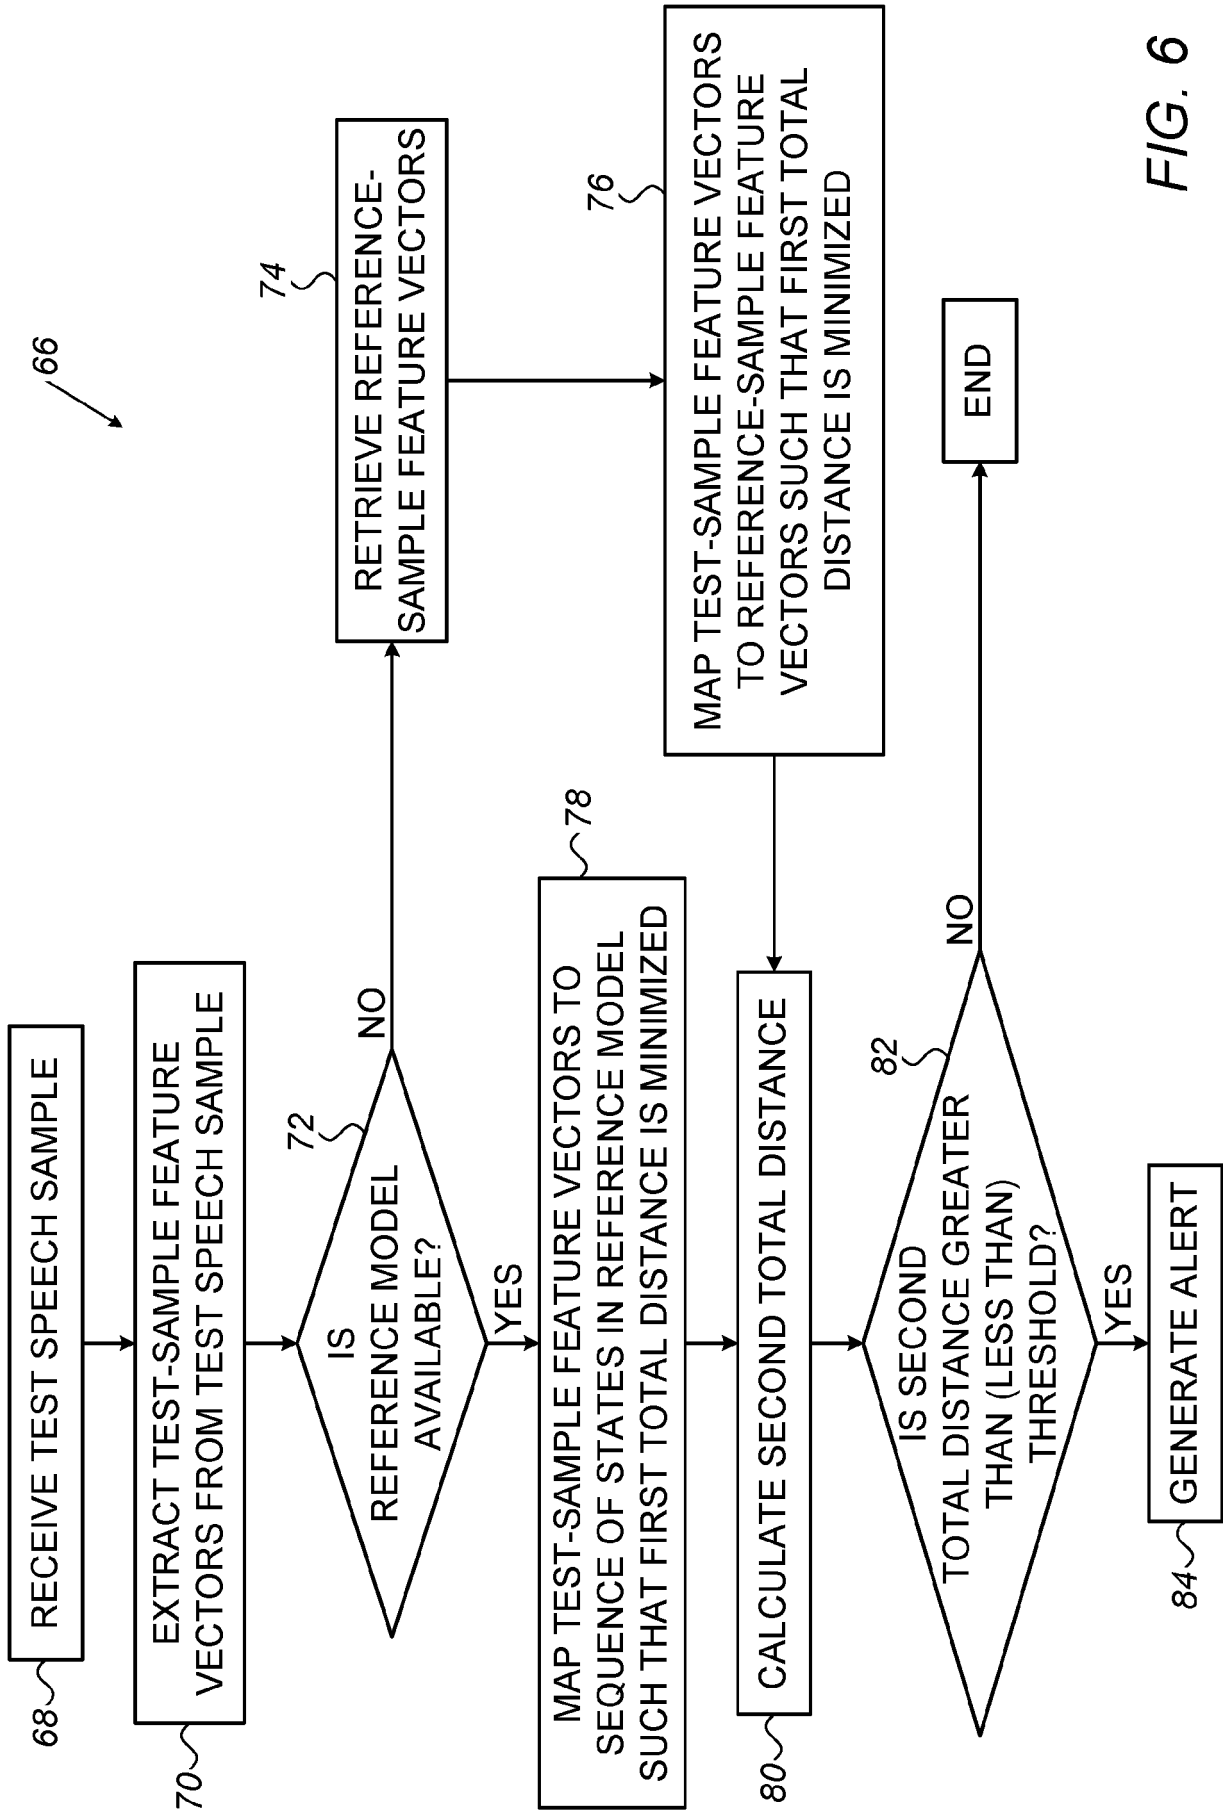 66
RECEIVE TEST SPEECH SAMPLE
68
EXTRACT TEST-SAMPLE FEATURE
VECTORS FROM TEST SPEECH SAMPLE
70
IS
REFERENCE MODEL
AVAILABLE?
72
NO
YES
RETRIEVE REFERENCE-
SAMPLE FEATURE VECTORS
74
MAP TEST-SAMPLE FEATURE VECTORS
TO REFERENCE-SAMPLE FEATURE
VECTORS SUCH THAT FIRST TOTAL
DISTANCE IS MINIMIZED
76
MAP TEST-SAMPLE FEATURE VECTORS TO
SEQUENCE OF STATES IN REFERENCE MODEL
SUCH THAT FIRST TOTAL DISTANCE IS MINIMIZED
78
CALCULATE SECOND TOTAL DISTANCE
80
IS SECOND
TOTAL DISTANCE GREATER
THAN (LESS THAN)
THRESHOLD?
82
NO
END
YES
GENERATE ALERT
84
FIG. 6